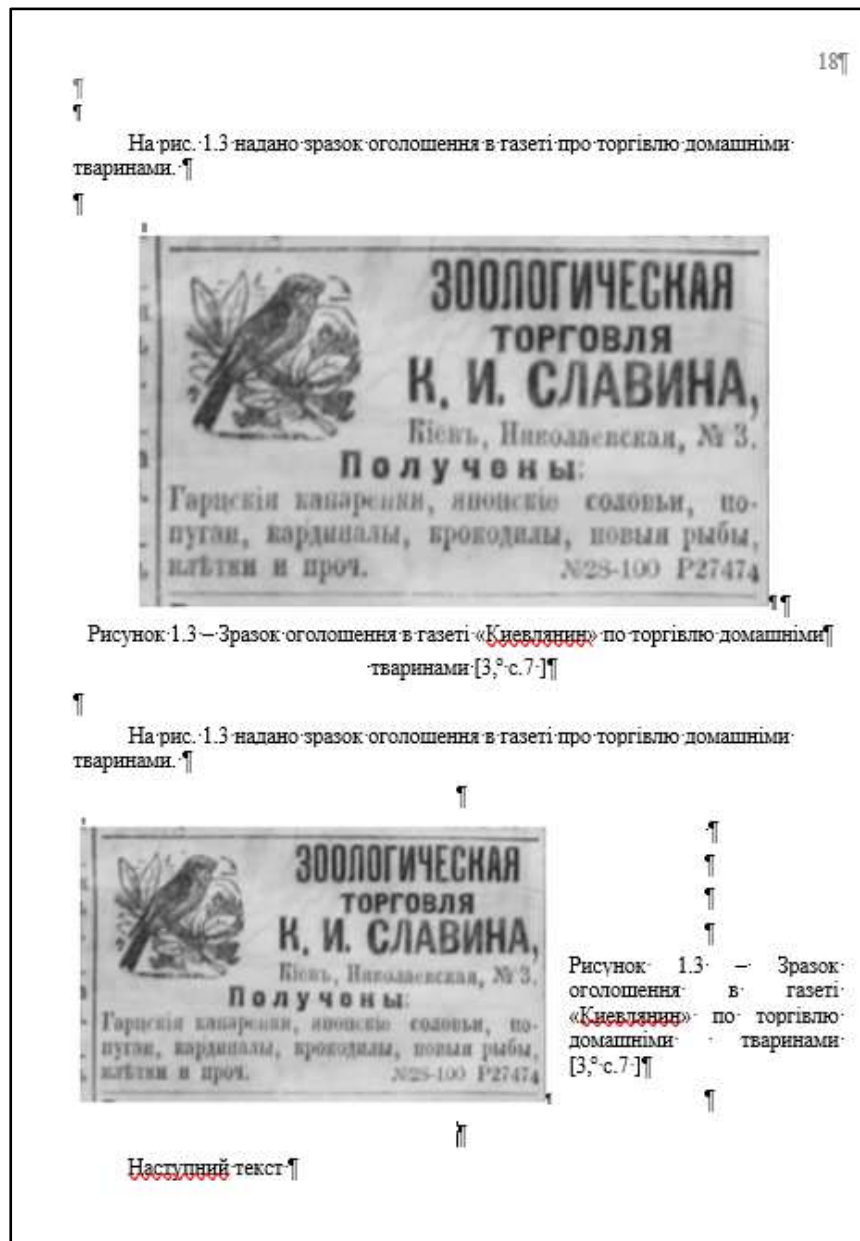 18¶
¶
¶
На рис. 1.3 надано зразок оголошення в газеті про торгівлю домашніми
тваринами. ¶
¶
ЗООЛОГИЧЕСКАЯ
ТОРГОВЛЯ
К. И. СЛАВИНА,
Кіевъ, Николаевская, № 3.
Получены:
Гарцскія канарейки, японскіе соловьи, по-
пугаи, кардиналы, крокодилы, новыя рыбы,
клѣтки и проч. №28-100 Р27474
¶¶
Рисунок 1.3 – Зразок оголошення в газеті «Киевлянин» по торгівлю домашніми¶
тваринами [3,° с.7 ]¶
¶
На рис. 1.3 надано зразок оголошення в газеті про торгівлю домашніми
тваринами. ¶
¶
ЗООЛОГИЧЕСКАЯ
ТОРГОВЛЯ
К. И. СЛАВИНА,
Кіевъ, Николаевская, № 3.
Получены:
Гарцскія канарейки, японскіе соловьи, по-
пугаи, кардиналы, крокодилы, новыя рыбы,
клѣтки и проч. №28-100 Р27474
¶
¶
¶
¶
¶
Рисунок 1.3 – Зразок
оголошення в газеті
«Киевлянин» по торгівлю
домашніми тваринами
[3,° с.7 ]¶
¶
¶
Наступний текст ¶